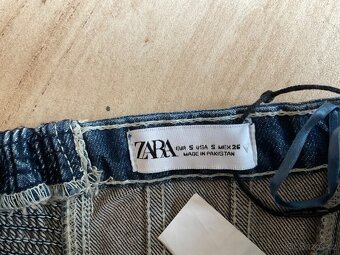 ZARA
EUR S USA S MEX 26
MADE IN PAKISTAN